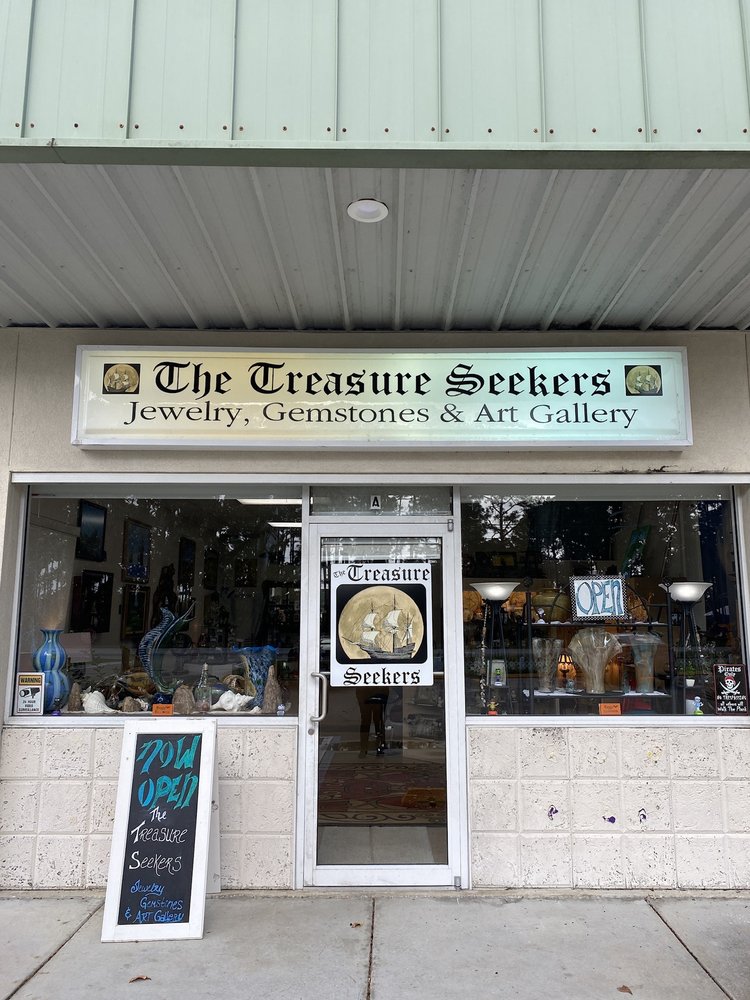 The Treasure Seekers
Jewelry, Gemstones & Art Gallery
A
The Treasure
Seekers
OPEN
WARNING
Pirates
NOW
OPEN
The
Treasure
Seekers
Jewelry
Gemstines
& Art Gallery